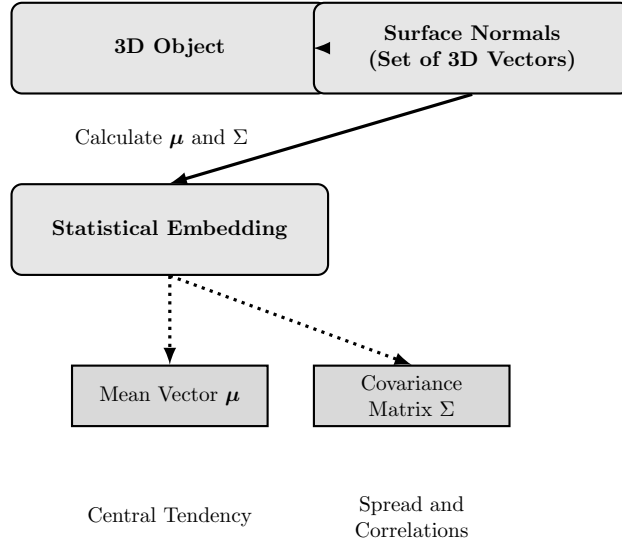 3D Object
Surface Normals
(Set of 3D Vectors)
Calculate μ and Σ
Statistical Embedding
Mean Vector μ
Covariance
Matrix Σ
Central Tendency
Spread and
Correlations